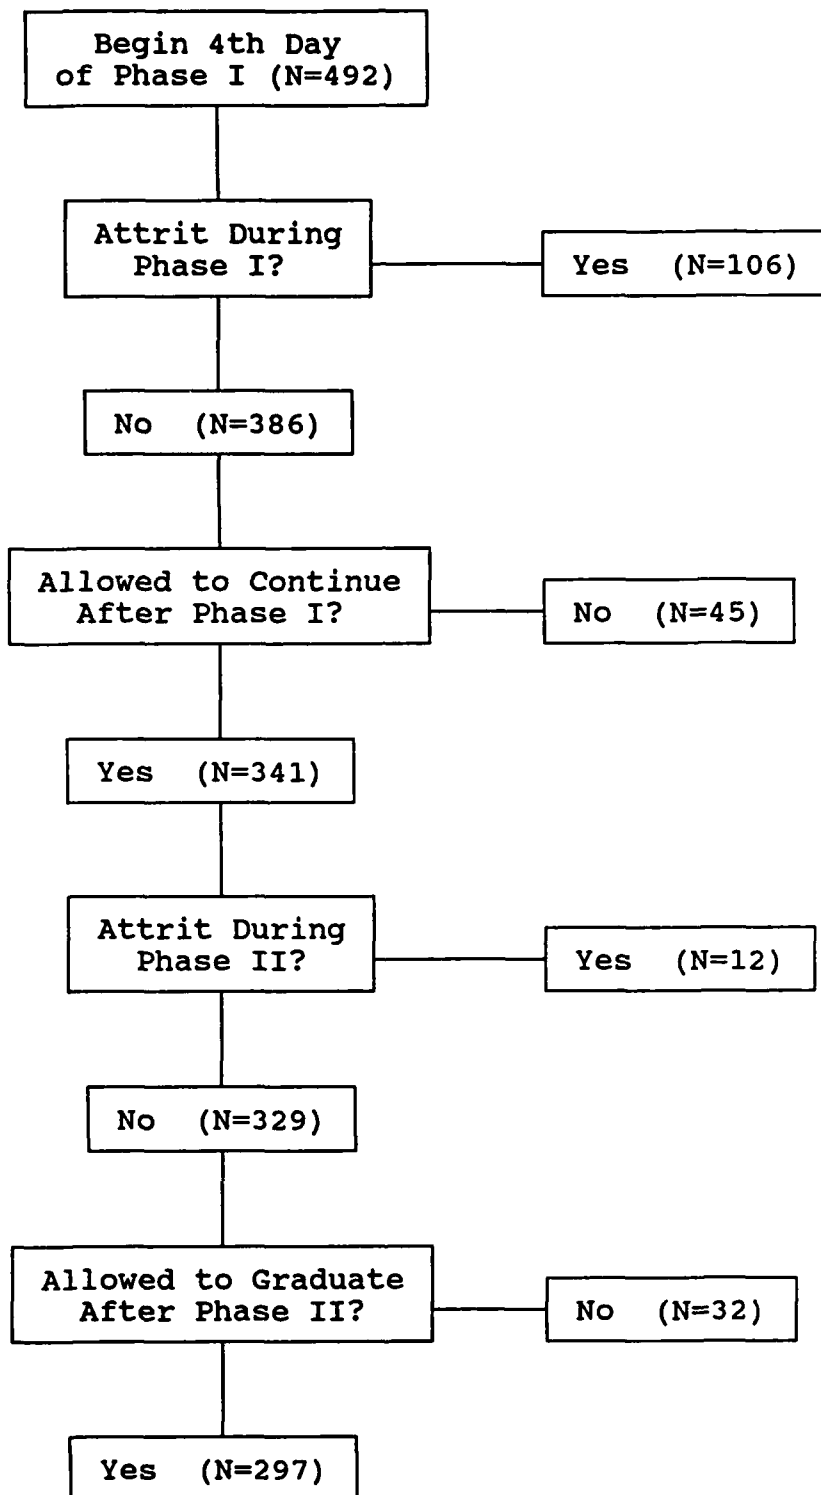 Begin 4th Day
of Phase I (N=492)
Attrit During
Phase I?
Yes (N=106)
No (N=386)
Allowed to Continue
After Phase I?
No (N=45)
Yes (N=341)
Attrit During
Phase II?
Yes (N=12)
No (N=329)
Allowed to Graduate
After Phase II?
No (N=32)
Yes (N=297)